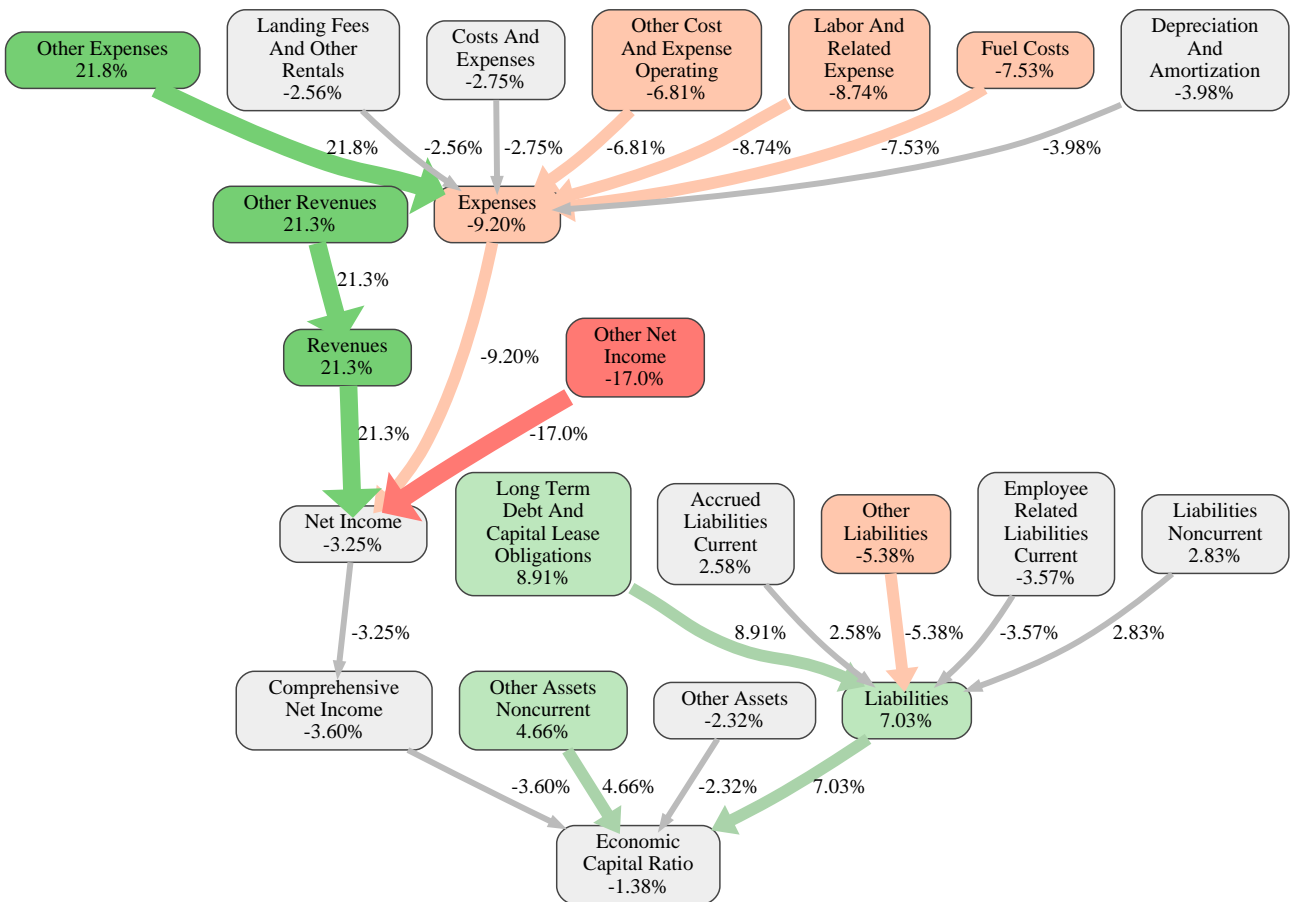 Other Expenses
21.8%
Landing Fees
And Other
Rentals
-2.56%
Costs And
Expenses
-2.75%
Other Cost
And Expense
Operating
-6.81%
Labor And
Related
Expense
-8.74%
Fuel Costs
-7.53%
Depreciation
And
Amortization
-3.98%
21.8%
-2.56%
-2.75%
-6.81%
-8.74%
-7.53%
-3.98%
Other Revenues
21.3%
Expenses
-9.20%
21.3%
Revenues
21.3%
-9.20%
Other Net
Income
-17.0%
21.3%
-17.0%
Net Income
-3.25%
Long Term
Debt And
Capital Lease
Obligations
8.91%
Accrued
Liabilities
Current
2.58%
Other
Liabilities
-5.38%
Employee
Related
Liabilities
Current
-3.57%
Liabilities
Noncurrent
2.83%
-3.25%
8.91%
2.58%
-5.38%
-3.57%
2.83%
Comprehensive
Net Income
-3.60%
Other Assets
Noncurrent
4.66%
Other Assets
-2.32%
Liabilities
7.03%
-3.60%
4.66%
-2.32%
7.03%
Economic
Capital Ratio
-1.38%